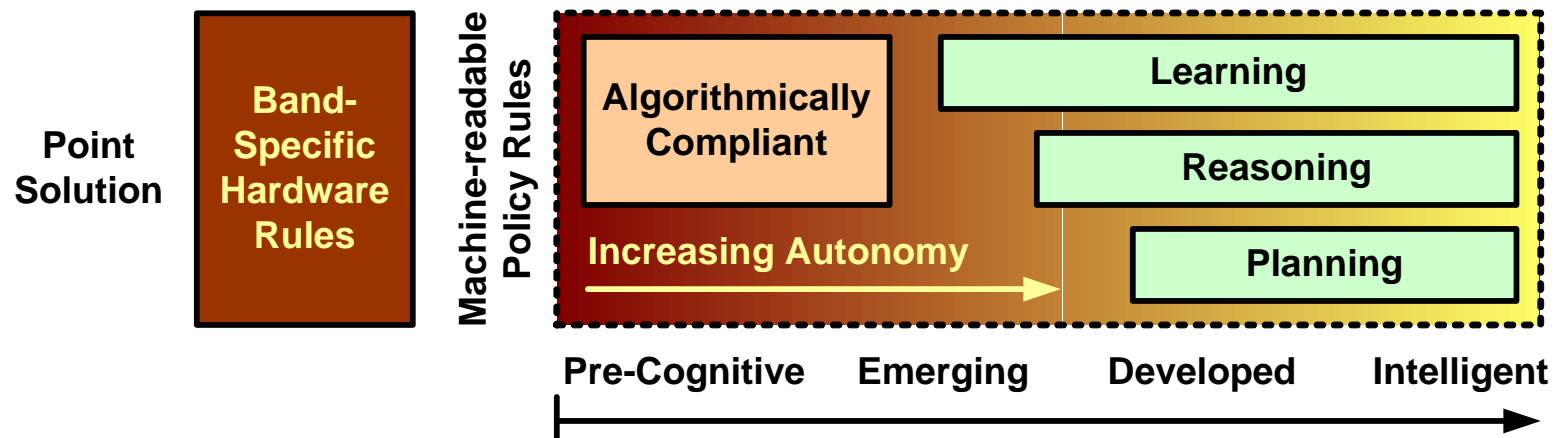 Point
Solution
Band-
Specific
Hardware
Rules
Machine-readable
Policy Rules
Algorithmically
Compliant
Learning
Reasoning
Planning
Increasing Autonomy
Pre-Cognitive Emerging Developed Intelligent